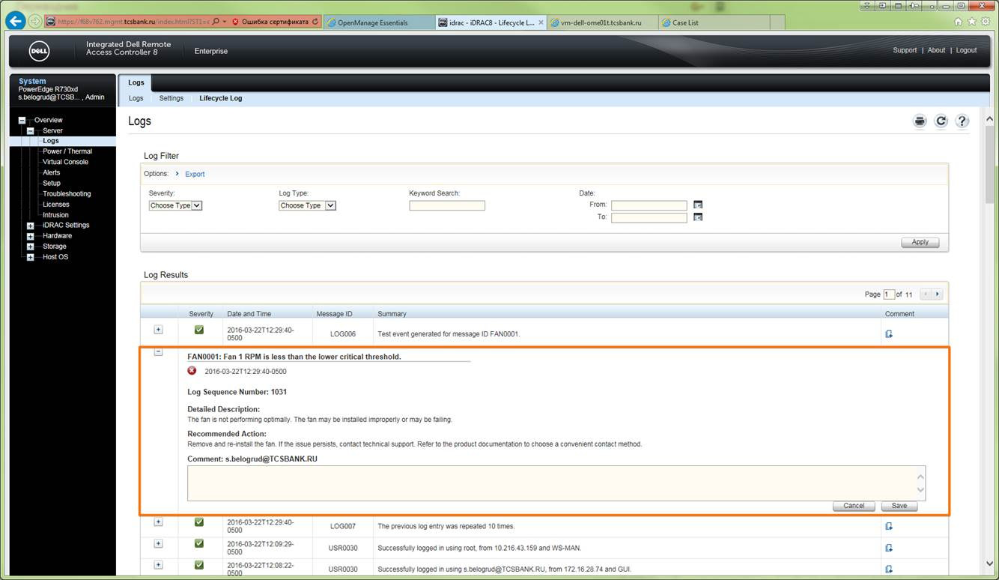 https://f68v762.mgmt.tcsbank.ru/index.html?ST1=e
Ошибка сертификата
OpenManage Essentials
idrac - iDRAC8 - Lifecycle L...
vm-dell-ome01t.tcsbank.ru
Case List
DELL
Integrated Dell Remote
Access Controller 8
Enterprise
Support | About | Logout
System
PowerEdge R730xd
s.belogrud@TCSB... , Admin
Logs
Logs Settings Lifecycle Log
Overview
Server
Logs
Power / Thermal
Virtual Console
Alerts
Setup
Troubleshooting
Licenses
Intrusion
iDRAC Settings
Hardware
Storage
Host OS
Logs
Log Filter
Options: Export
Severity: Log Type: Keyword Search: Date:
Choose Type Choose Type From:
To:
Apply
Log Results
Page 1 of 11
Severity Date and Time Message ID Summary Comment
2016-03-22T12:29:40-
0500
LOG006
Test event generated for message ID FAN0001.
FAN0001: Fan 1 RPM is less than the lower critical threshold.
2016-03-22T12:29:40-0500
Log Sequence Number: 1031
Detailed Description:
The fan is not performing optimally. The fan may be installed improperly or may be failing.
Recommended Action:
Remove and re-install the fan. If the issue persists, contact technical support. Refer to the product documentation to choose a convenient contact method.
Comment: s.belogrud@TCSBANK.RU
Cancel Save
2016-03-22T12:29:40-
0500
LOG007
The previous log entry was repeated 10 times.
2016-03-22T12:09:29-
0500
USR0030
Successfully logged in using root, from 10.216.43.159 and WS-MAN.
2016-03-22T12:08:22-
0500
USR0030
Successfully logged in using s.belogrud@TCSBANK.RU, from 172.16.28.74 and GUI.